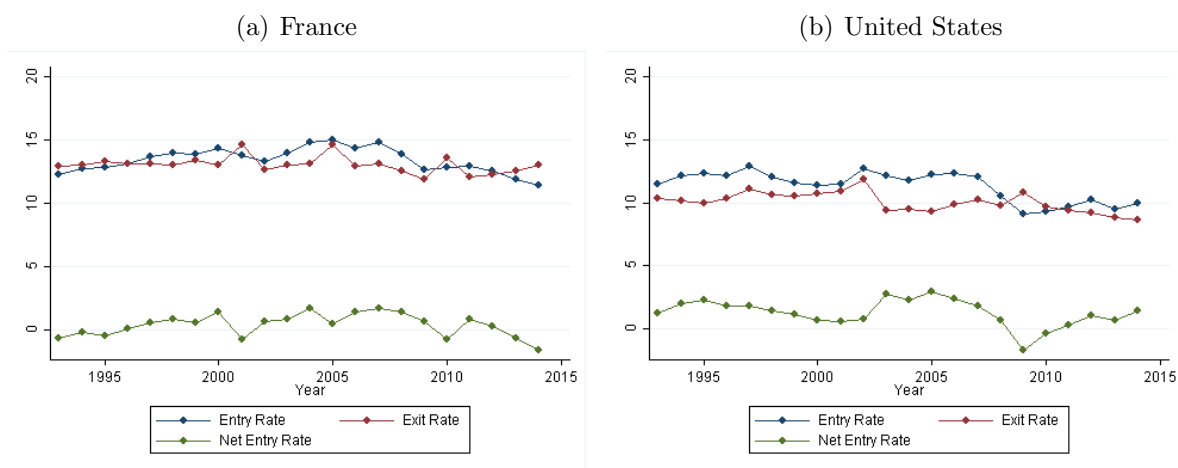 (a) France
20
15
10
5
0
1995 2000 2005 2010 2015
Year
Entry Rate Exit Rate
Net Entry Rate
(b) United States
20
15
10
5
0
1995 2000 2005 2010 2015
Year
Entry Rate Exit Rate
Net Entry Rate